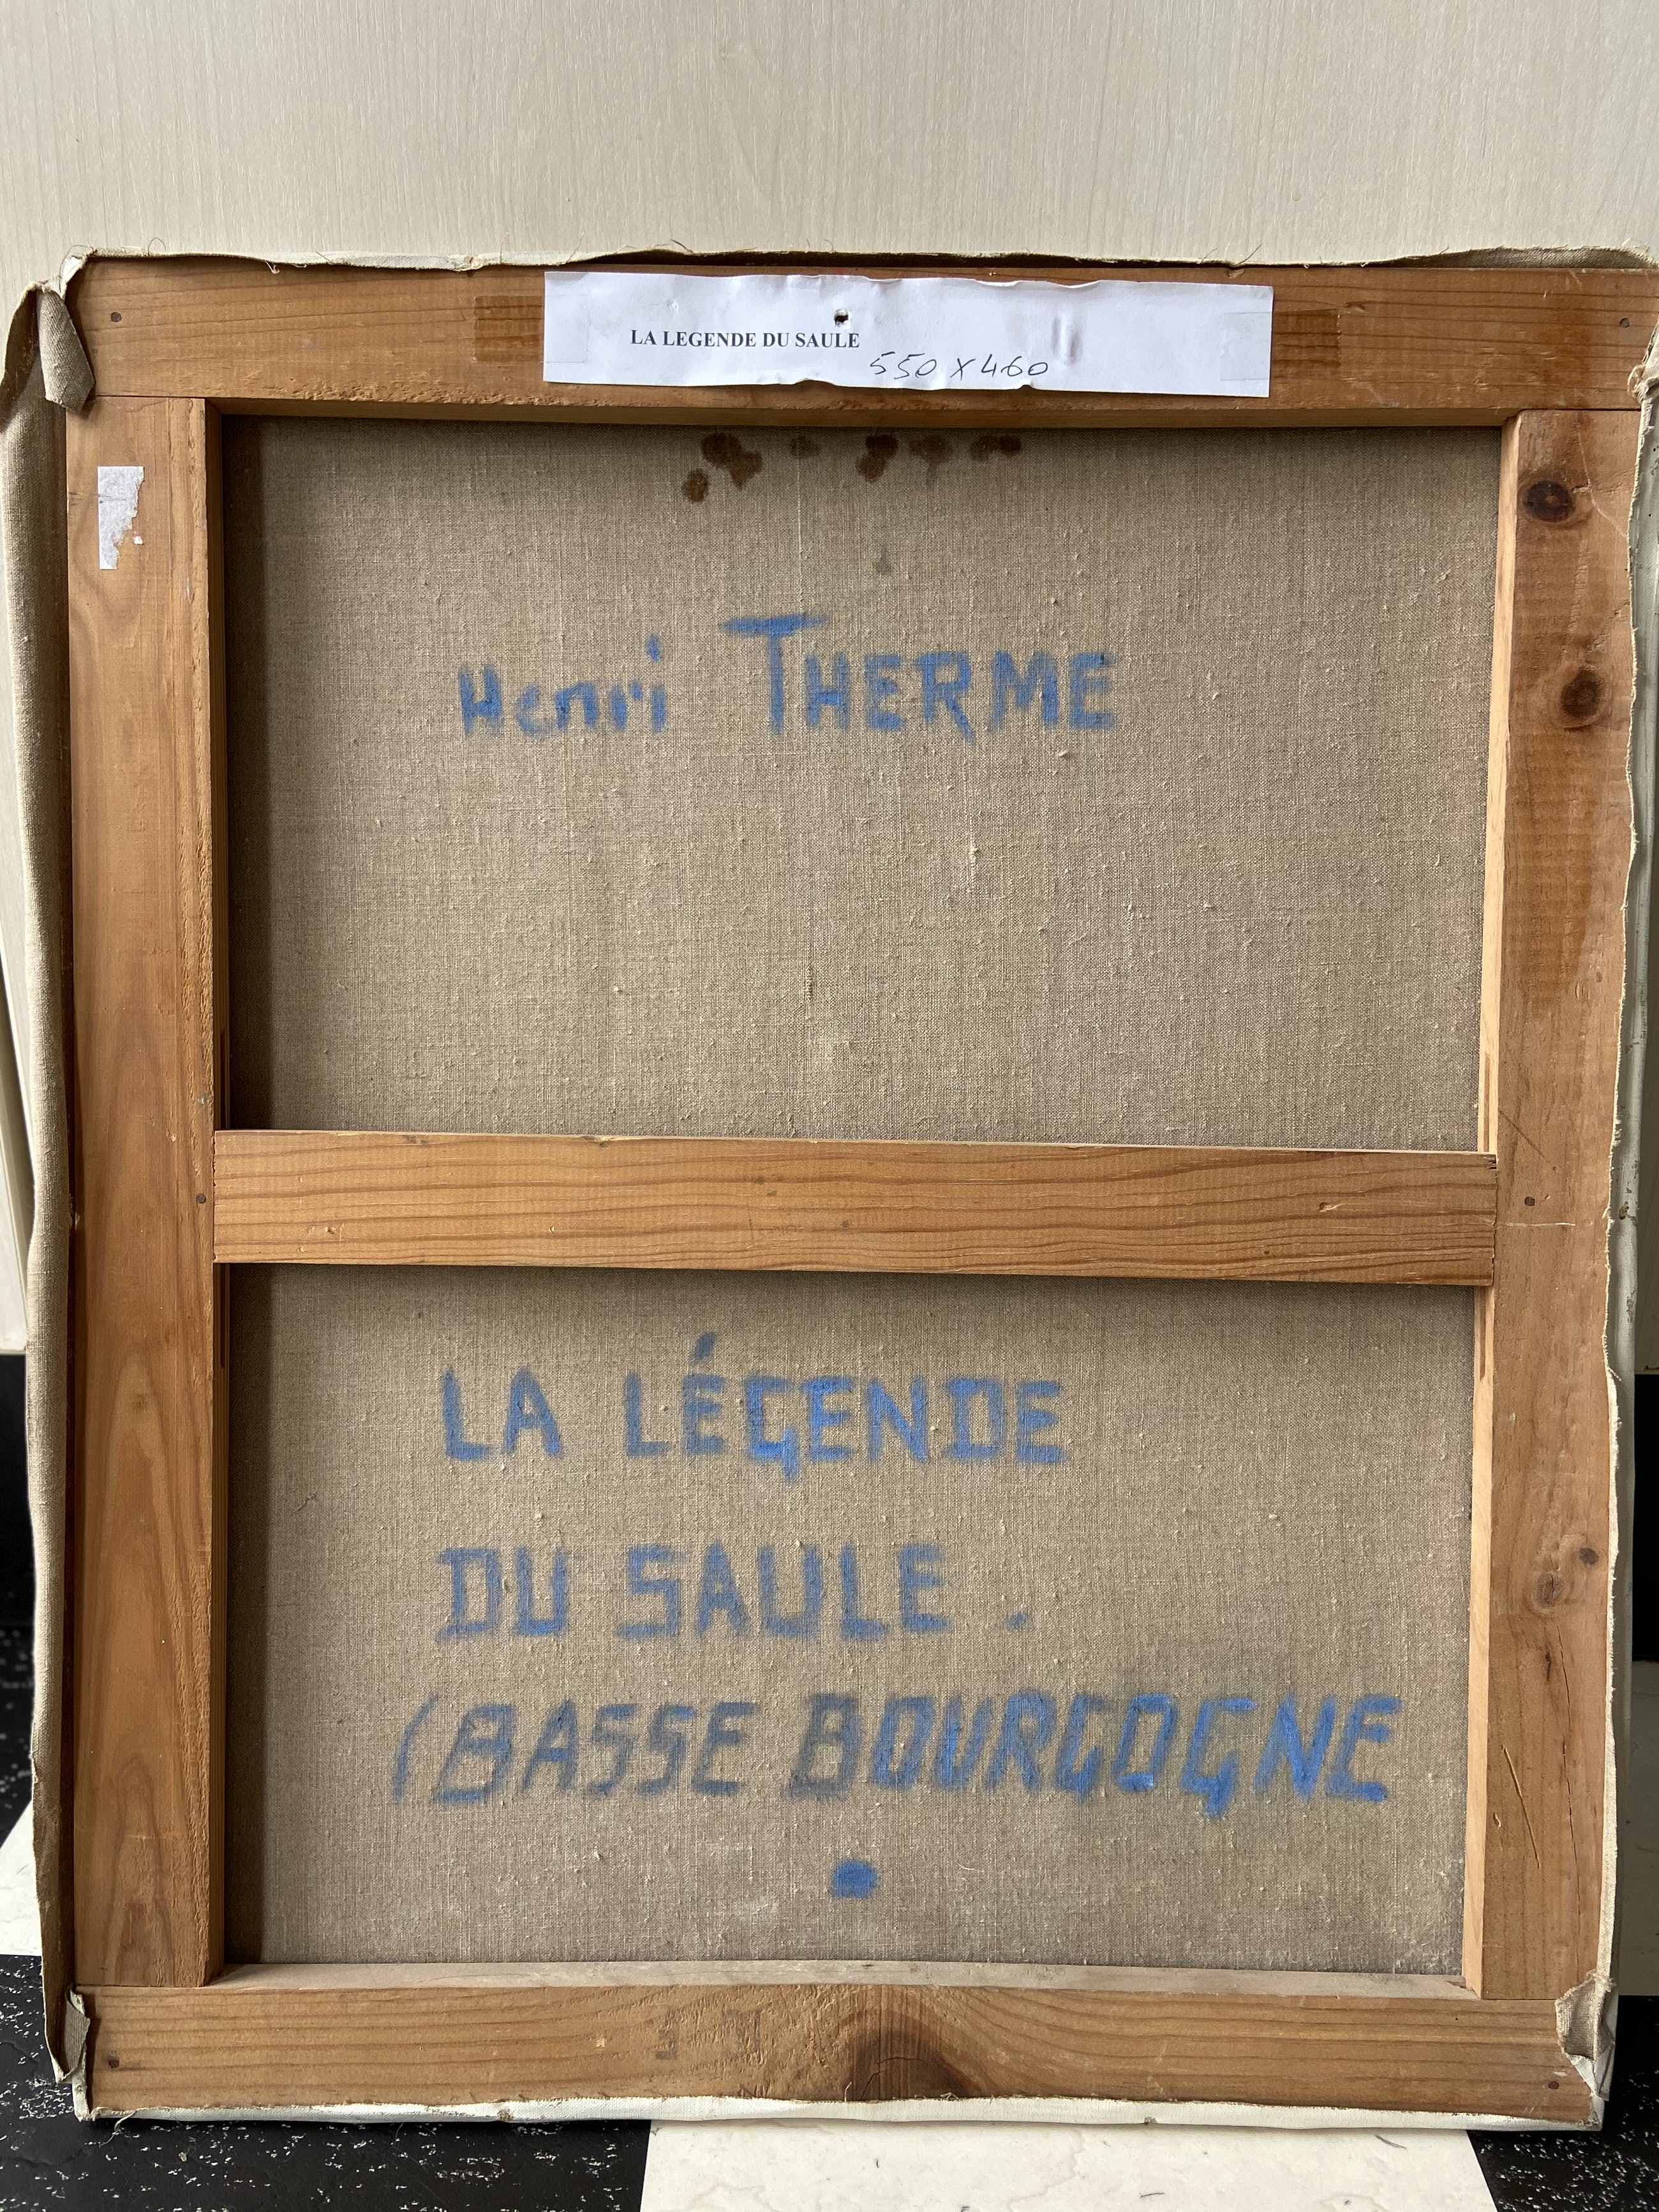 LA LEGENDE DU SAULE
550 x 460
Henri THERME
LA LÉGENDE
DU SAULE .
(BASSE BOURGOGNE